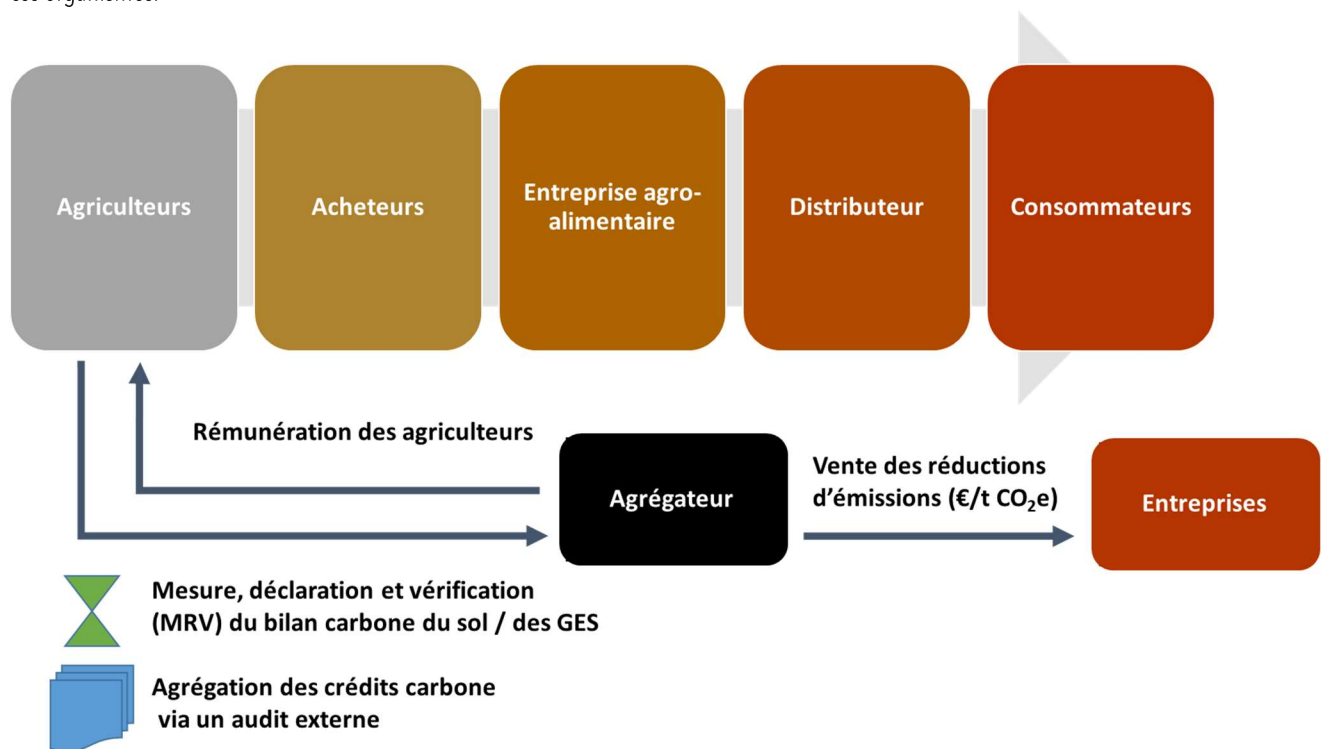 Agriculteurs
Acheteurs
Entreprise agro-
alimentaire
Distributeur
Consommateurs
Rémunération des agriculteurs
Agrégateur
Vente des réductions
d’émissions (€/t CO₂e)
Entreprises
Mesure, déclaration et vérification
(MRV) du bilan carbone du sol / des GES
Agrégation des crédits carbone
via un audit externe